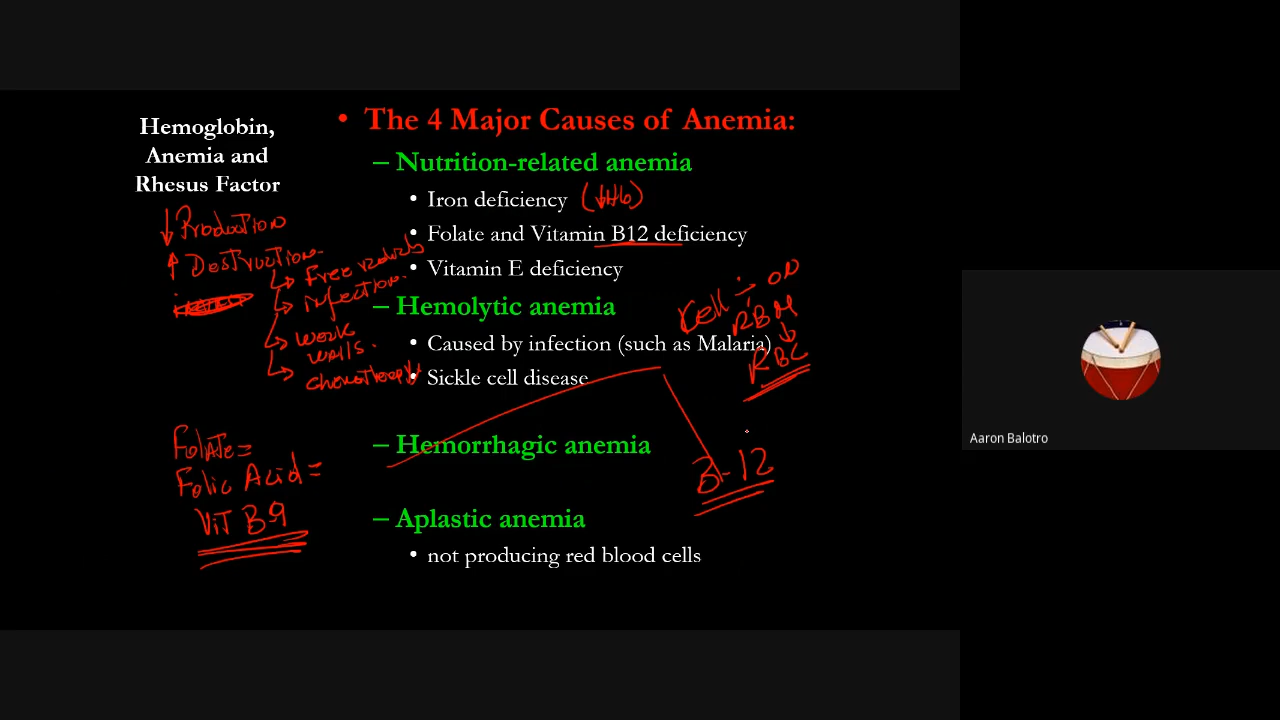 Hemoglobin,
Anemia and
Rhesus Factor
↓ Production
↑ Destruction
↳ Free radicals
↳ infection.
↳ weak
walls.
↳
Folate =
Folic Acid =
Vit B9
• The 4 Major Causes of Anemia:
– Nutrition-related anemia
• Iron deficiency (↓Hb)
• Folate and Vitamin B12 deficiency
• Vitamin E deficiency
– Hemolytic anemia
• Caused by infection (such as Malaria)
• Sickle cell disease
– Hemorrhagic anemia
– Aplastic anemia
• not producing red blood cells
Cell ÷ on
RBM
↓
RBC
B-12
Aaron Balotro